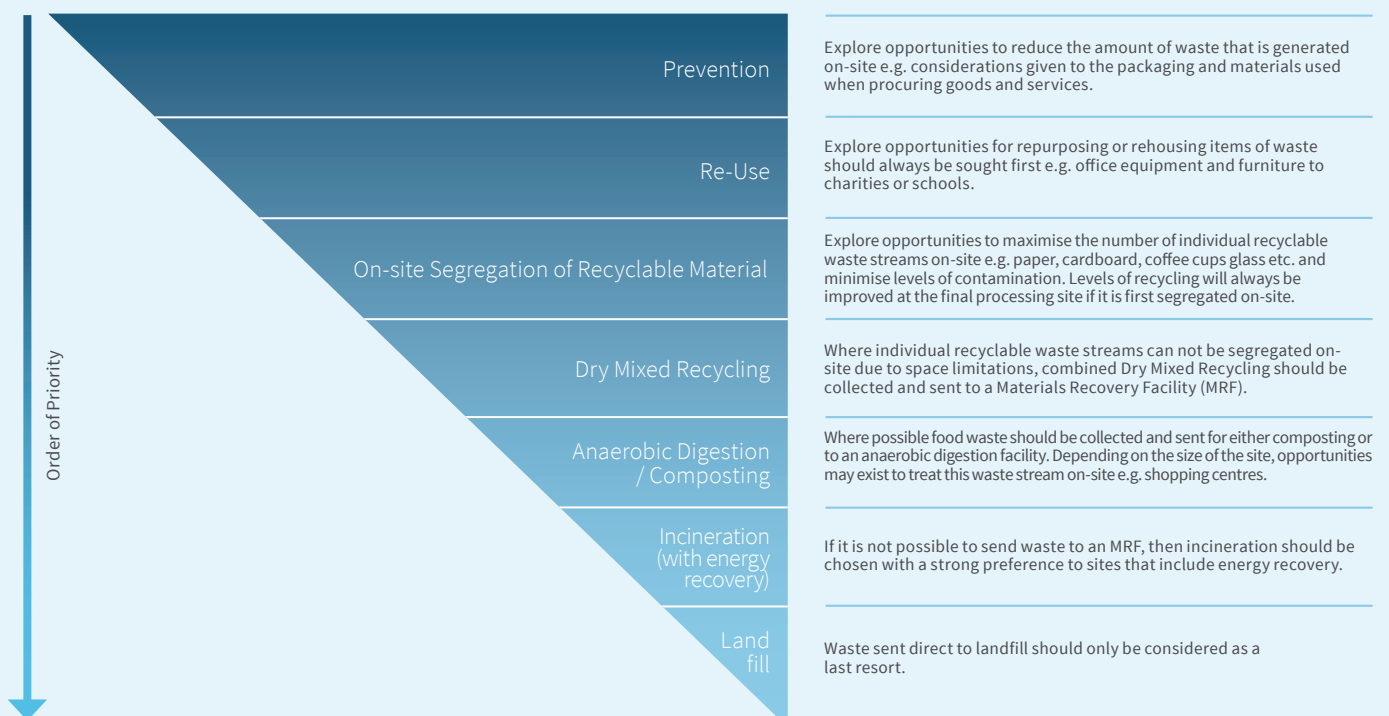 Order of Priority
Prevention
Explore opportunities to reduce the amount of waste that is generated
on-site e.g. considerations given to the packaging and materials used
when procuring goods and services.
Re-Use
Explore opportunities for repurposing or rehousing items of waste
should always be sought first e.g. office equipment and furniture to
charities or schools.
On-site Segregation of Recyclable Material
Explore opportunities to maximise the number of individual recyclable
waste streams on-site e.g. paper, cardboard, coffee cups glass etc. and
minimise levels of contamination. Levels of recycling will always be
improved at the final processing site if it is first segregated on-site.
Dry Mixed Recycling
Where individual recyclable waste streams can not be segregated on-
site due to space limitations, combined Dry Mixed Recycling should be
collected and sent to a Materials Recovery Facility (MRF).
Anaerobic Digestion
/ Composting
Where possible food waste should be collected and sent for either composting or
to an anaerobic digestion facility. Depending on the size of the site, opportunities
may exist to treat this waste stream on-site e.g. shopping centres.
Incineration
(with energy
recovery)
If it is not possible to send waste to an MRF, then incineration should be
chosen with a strong preference to sites that include energy recovery.
Land
fill
Waste sent direct to landfill should only be considered as a
last resort.